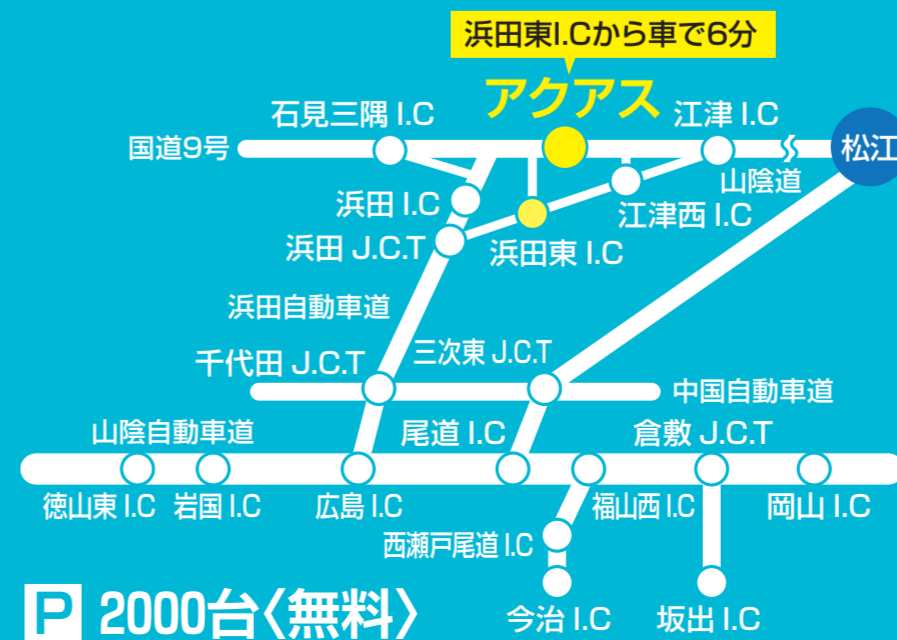 浜田東I.Cから車で6分
アクアス
石見三隅 I.C
江津 I.C
国道9号
松江
山陰道
浜田 I.C
江津西 I.C
浜田 J.C.T
浜田東 I.C
浜田自動車道
千代田 J.C.T
三次東 J.C.T
中国自動車道
山陰自動車道
尾道 I.C
倉敷 J.C.T
徳山東 I.C
岩国 I.C
広島 I.C
福山西 I.C
岡山 I.C
西瀬戸尾道 I.C
P 2000台〈無料〉
今治 I.C
坂出 I.C